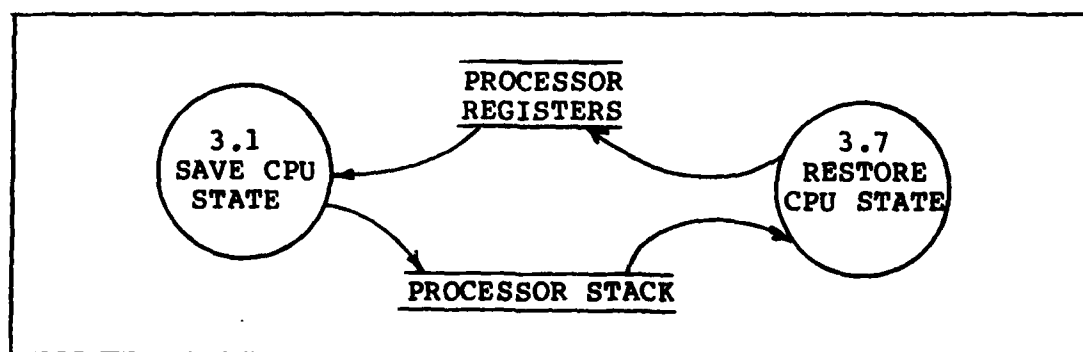 PROCESSOR
REGISTERS
3.1
SAVE CPU
STATE
3.7
RESTORE
CPU STATE
PROCESSOR STACK